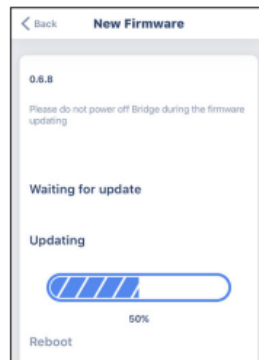 Back New Firmware
0.6.8
Please do not power off Bridge during the firmware
updating
Waiting for update
Updating
50%
Reboot